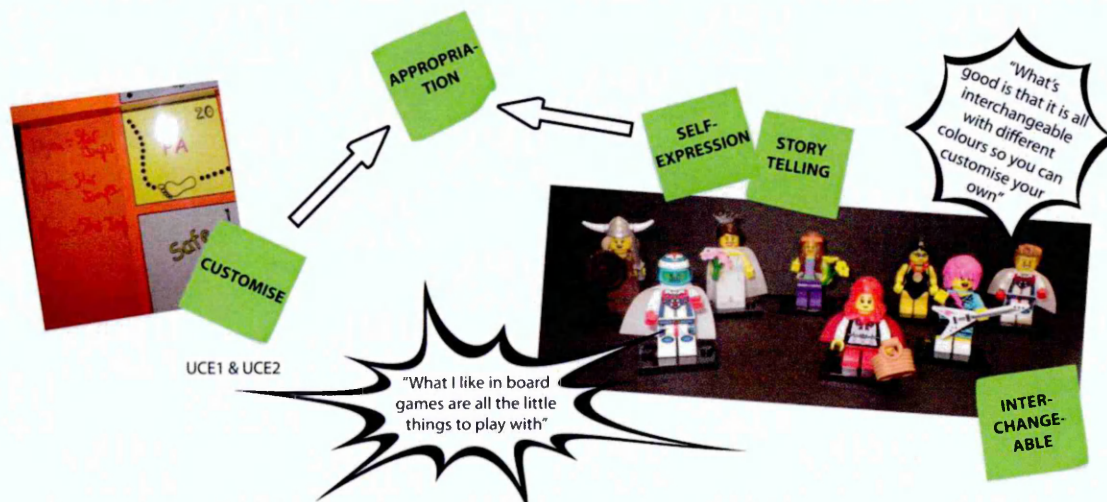 APPROPRIA-
TION
20
PA
Safe
1
CUSTOMISE
UCE1 & UCE2
SELF-
EXPRESSION
STORY
TELLING
"What's
good is that it is all
interchangeable
with different
colours so you can
customise your
own"
"What I like in board
games are all the little
things to play with"
INTER-
CHANGE-
ABLE